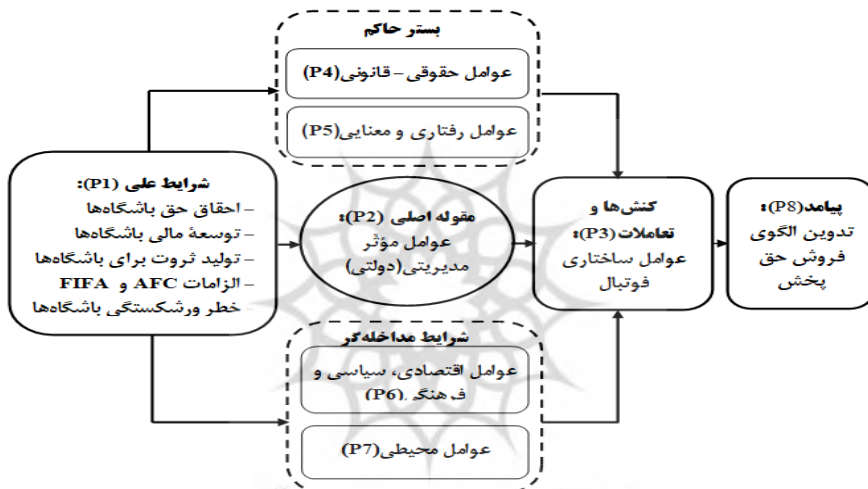 بستر حاکم
عوامل حقوقی – قانونی(P4)
عوامل رفتاری و معنایی(P5)
شرایط علی (P1):
– احقاق حق باشگاه‌ها
– توسعۀ مالی باشگاه‌ها
– تولید ثروت برای باشگاه‌ها
– الزامات AFC و FIFA
– خطر ورشکستگی باشگاه‌ها
مقوله اصلی (P2):
عوامل مؤثر
مدیریتی(دولتی)
کنش‌ها و
تعاملات(P3):
عوامل ساختاری
فوتبال
پیامد(P8):
تدوین الگوی
فروش حق
پخش
شرایط مداخله‌گر
عوامل اقتصادی، سیاسی و
فرهنگی(P6)
عوامل محیطی(P7)